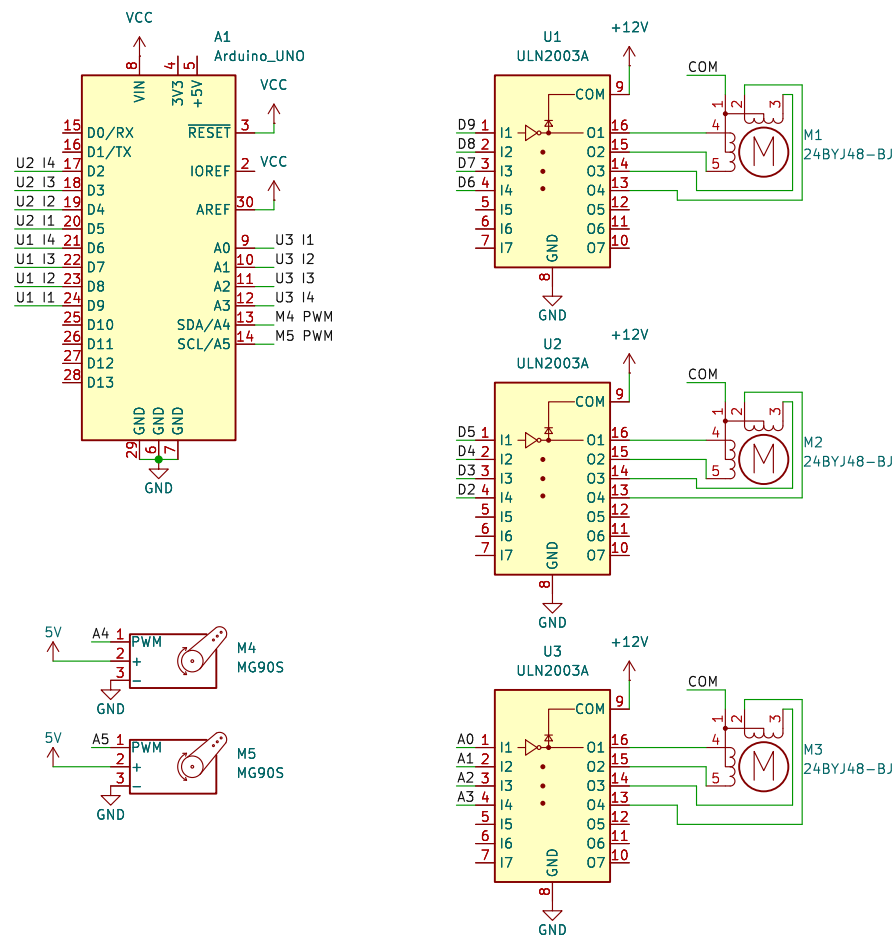 VCC
A1
Arduino_UNO
8
4
5
VIN
3V3
+5V
VCC
15 D0/RX
RESET 3
16 D1/TX
VCC
U2 I4 17 D2
IOREF 2
U2 I3 18 D3
U2 I2 19 D4
AREF 30
U2 I1 20 D5
U1 I4 21 D6
A0 9 U3 I1
U1 I3 22 D7
A1 10 U3 I2
U1 I2 23 D8
A2 11 U3 I3
U1 I1 24 D9
A3 12 U3 I4
25 D10
SDA/A4 13 M4 PWM
26 D11
SCL/A5 14 M5 PWM
27 D12
28 D13
GND
GND
GND
29
6
7
GND
U1
ULN2003A
+12V
COM 9
COM
1
2
3
D9 1 I1
O1 16
4
M1
D8 2 I2
O2 15
M
24BYJ48-BJ
D7 3 I3
O3 14
5
D6 4 I4
O4 13
5 I5
O5 12
6 I6
O6 11
7 I7
O7 10
GND
8
GND
U2
ULN2003A
+12V
COM 9
COM
1
2
3
D5 1 I1
O1 16
4
M2
D4 2 I2
O2 15
M
24BYJ48-BJ
D3 3 I3
O3 14
5
D2 4 I4
O4 13
5 I5
O5 12
6 I6
O6 11
7 I7
O7 10
GND
8
GND
5V
A4 1 PWM
2 +
3 −
GND
M4
MG90S
5V
A5 1 PWM
2 +
3 −
GND
M5
MG90S
U3
ULN2003A
+12V
COM 9
COM
1
2
3
A0 1 I1
O1 16
4
M3
A1 2 I2
O2 15
M
24BYJ48-BJ
A2 3 I3
O3 14
5
A3 4 I4
O4 13
5 I5
O5 12
6 I6
O6 11
7 I7
O7 10
GND
8
GND